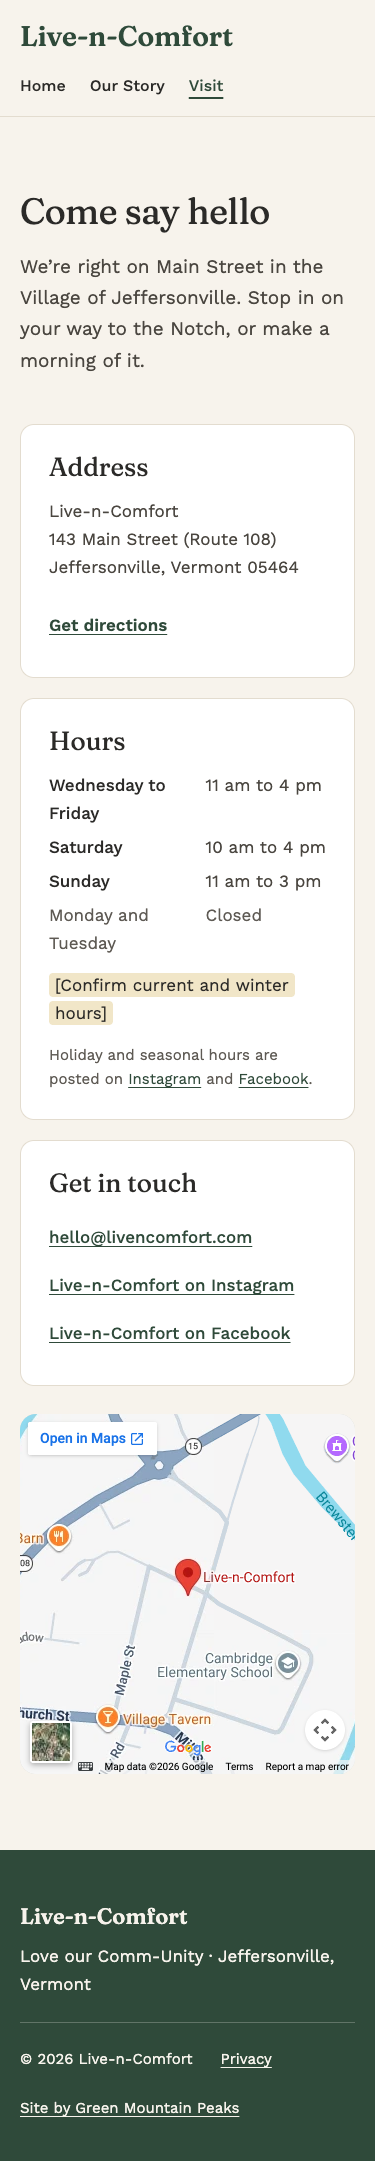 Live-n-Comfort
Home Our Story Visit
Come say hello
We’re right on Main Street in the
Village of Jeffersonville. Stop in on
your way to the Notch, or make a
morning of it.
Address
Live-n-Comfort
143 Main Street (Route 108)
Jeffersonville, Vermont 05464
Get directions
Hours
Wednesday to 11 am to 4 pm
Friday
Saturday 10 am to 4 pm
Sunday 11 am to 3 pm
Monday and Closed
Tuesday
[Confirm current and winter
hours]
Holiday and seasonal hours are
posted on Instagram and Facebook.
Get in touch
hello@livencomfort.com
Live-n-Comfort on Instagram
Live-n-Comfort on Facebook
Open in Maps
15
Brewster
Barn
08
Live-n-Comfort
Cambridge
Elementary School
Maple St
Village Tavern
Google
Map data ©2026 Google Terms Report a map error
Live-n-Comfort
Love our Comm-Unity · Jeffersonville,
Vermont
© 2026 Live-n-Comfort Privacy
Site by Green Mountain Peaks